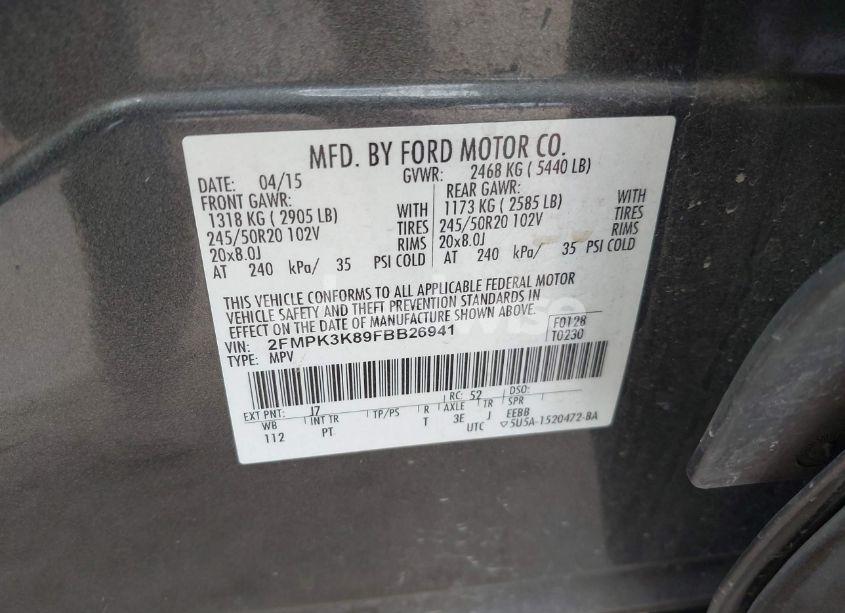 MFD. BY FORD MOTOR CO.
DATE: 04/15 GVWR: 2468 KG ( 5440 LB)
FRONT GAWR: REAR GAWR:
1318 KG ( 2905 LB) WITH 1173 KG ( 2585 LB) WITH
245/50R20 102V TIRES 245/50R20 102V TIRES
20x8.0J RIMS 20x8.0J RIMS
AT 240 kPa/ 35 PSI COLD AT 240 kPa/ 35 PSI COLD
THIS VEHICLE CONFORMS TO ALL APPLICABLE FEDERAL MOTOR
VEHICLE SAFETY AND THEFT PREVENTION STANDARDS IN
EFFECT ON THE DATE OF MANUFACTURE SHOWN ABOVE.
VIN: 2FMPK3K89FBB26941 F0128
TYPE: MPV T0230
EXT PNT: J7 RC: 52 DSO:
WB INT TR TP/PS R AXLE TR SPR
112 PT T 3E J EEBB
UTC ▽5U5A-1520472-BA